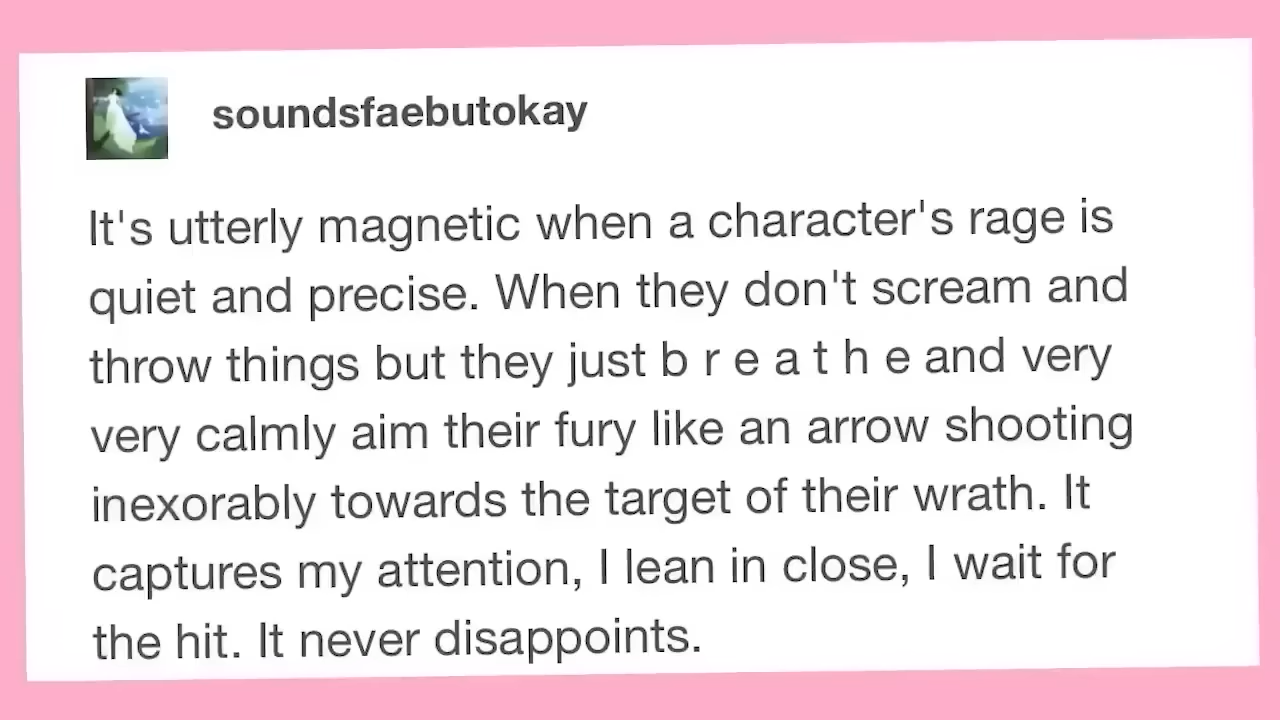 soundsfaebutokay
It's utterly magnetic when a character's rage is
quiet and precise. When they don't scream and
throw things but they just b r e a t h e and very
very calmly aim their fury like an arrow shooting
inexorably towards the target of their wrath. It
captures my attention, I lean in close, I wait for
the hit. It never disappoints.